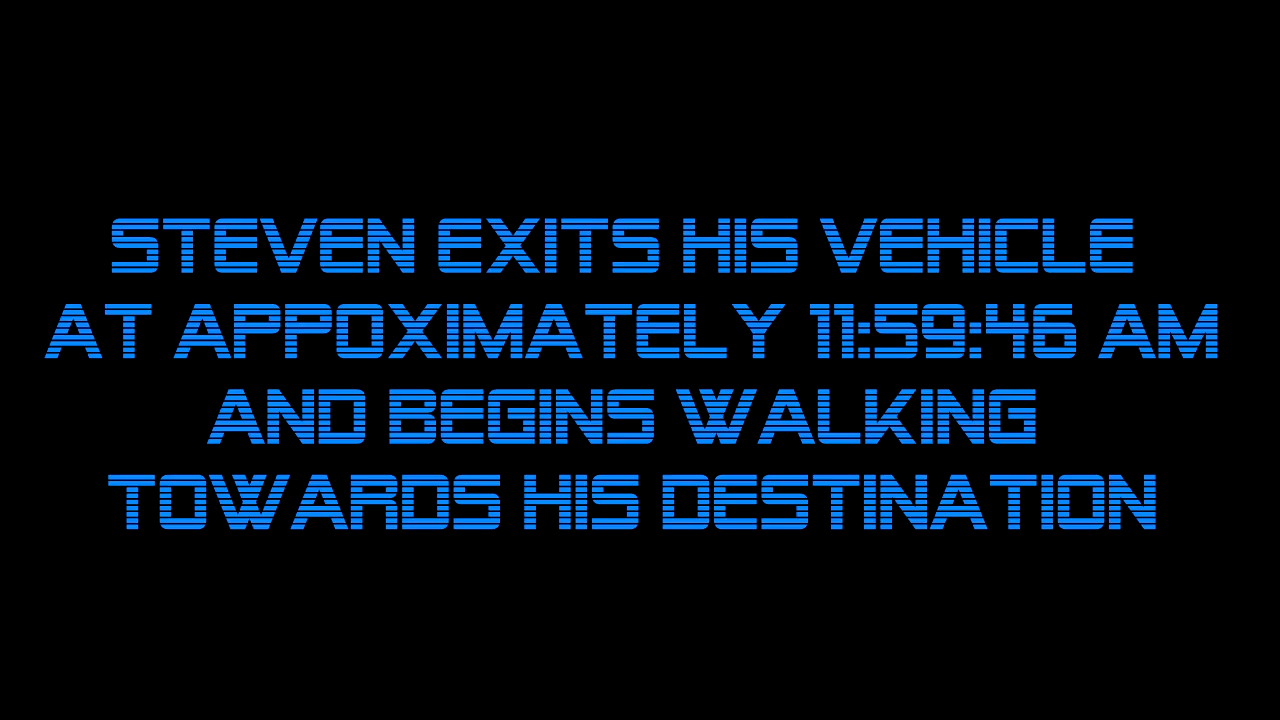 STEVEN EXITS HIS VEHICLE
AT APPOXIMATELY 11:59:46 AM
AND BEGINS WALKING
TOWARDS HIS DESTINATION